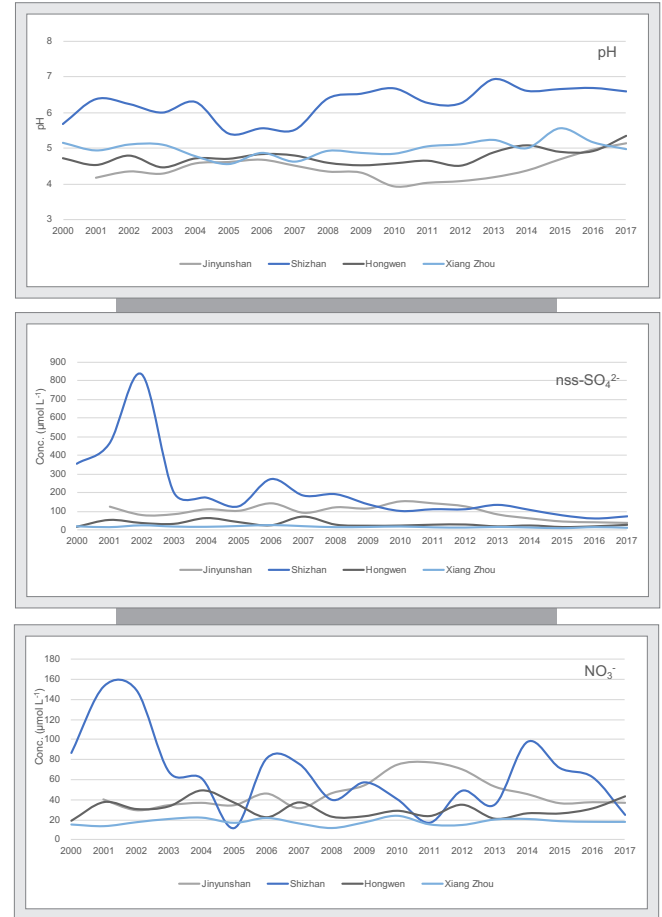 pH
8
7
6
5
4
3
pH
2000 2001 2002 2003 2004 2005 2006 2007 2008 2009 2010 2011 2012 2013 2014 2015 2016 2017
Jinyunshan Shizhan Hongwen Xiang Zhou
nss-SO₄²⁻
900
800
700
600
500
400
300
200
100
0
Conc. (µmol L⁻¹)
2000 2001 2002 2003 2004 2005 2006 2007 2008 2009 2010 2011 2012 2013 2014 2015 2016 2017
Jinyunshan Shizhan Hongwen Xiang Zhou
NO₃⁻
180
160
140
120
100
80
60
40
20
0
Conc. (µmol L⁻¹)
2000 2001 2002 2003 2004 2005 2006 2007 2008 2009 2010 2011 2012 2013 2014 2015 2016 2017
Jinyunshan Shizhan Hongwen Xiang Zhou